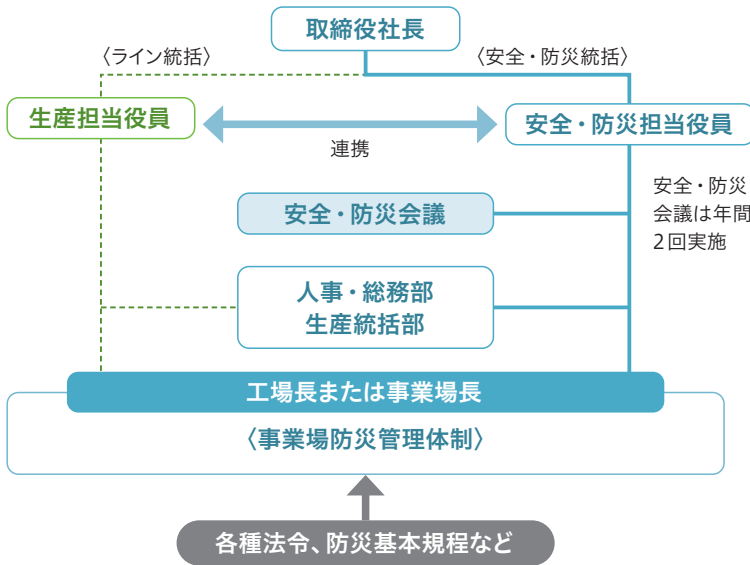 取締役社長
〈ライン統括〉
〈安全・防災統括〉
生産担当役員
安全・防災担当役員
連携
安全・防災会議
安全・防災
会議は年間
2回実施
人事・総務部
生産統括部
工場長または事業場長
〈事業場防災管理体制〉
各種法令、防災基本規程など